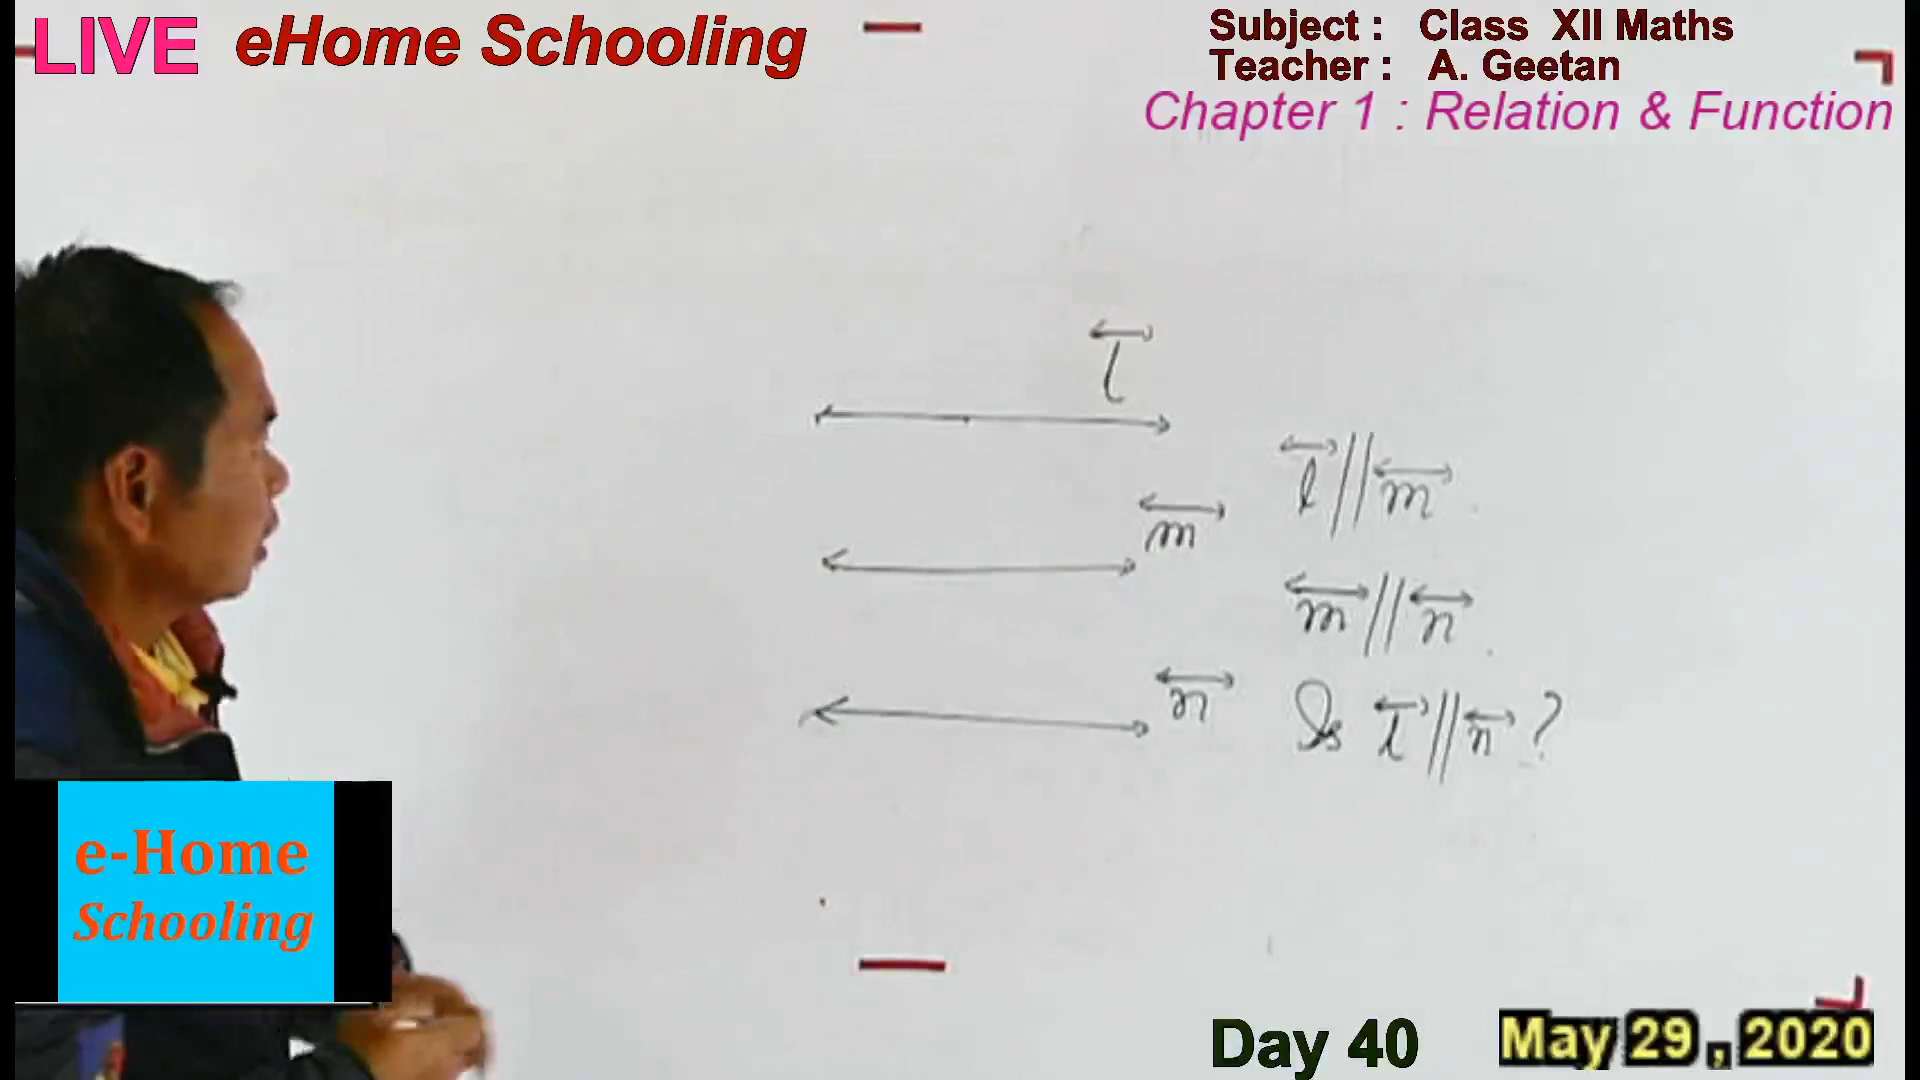 LIVE eHome Schooling
Subject : Class XII Maths
Teacher : A. Geetan
Chapter 1 : Relation & Function
l
l || m
m
m || n
n
Is l || n ?
e-Home
Schooling
Day 40
May 29 , 2020